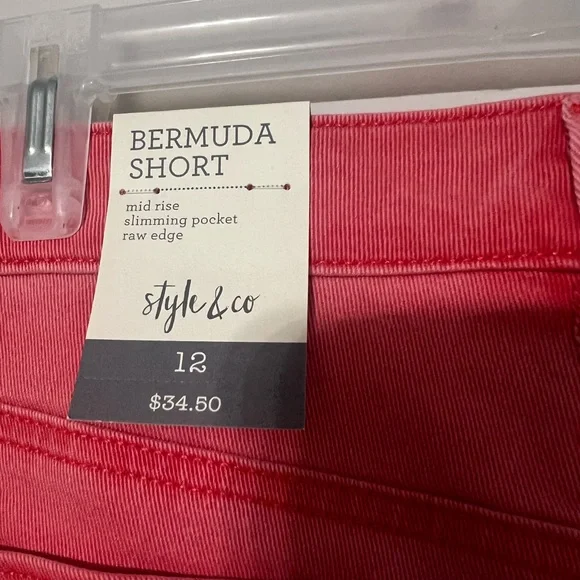 BERMUDA
SHORT
mid rise
slimming pocket
raw edge
style & co
12
$34.50